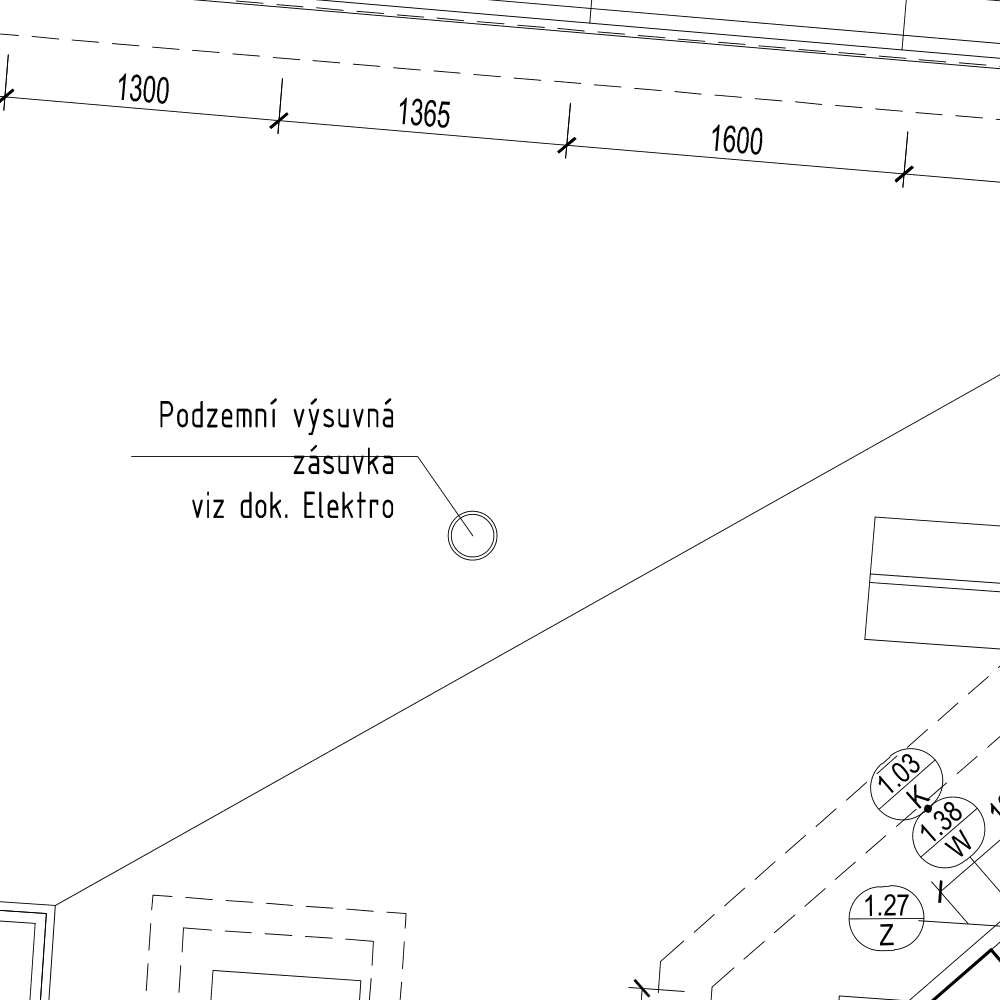 1300
1365
1600
Podzemní výsuvná
zásuvka
viz dok. Elektro
1.03
K
1.38
W
1.27
Z